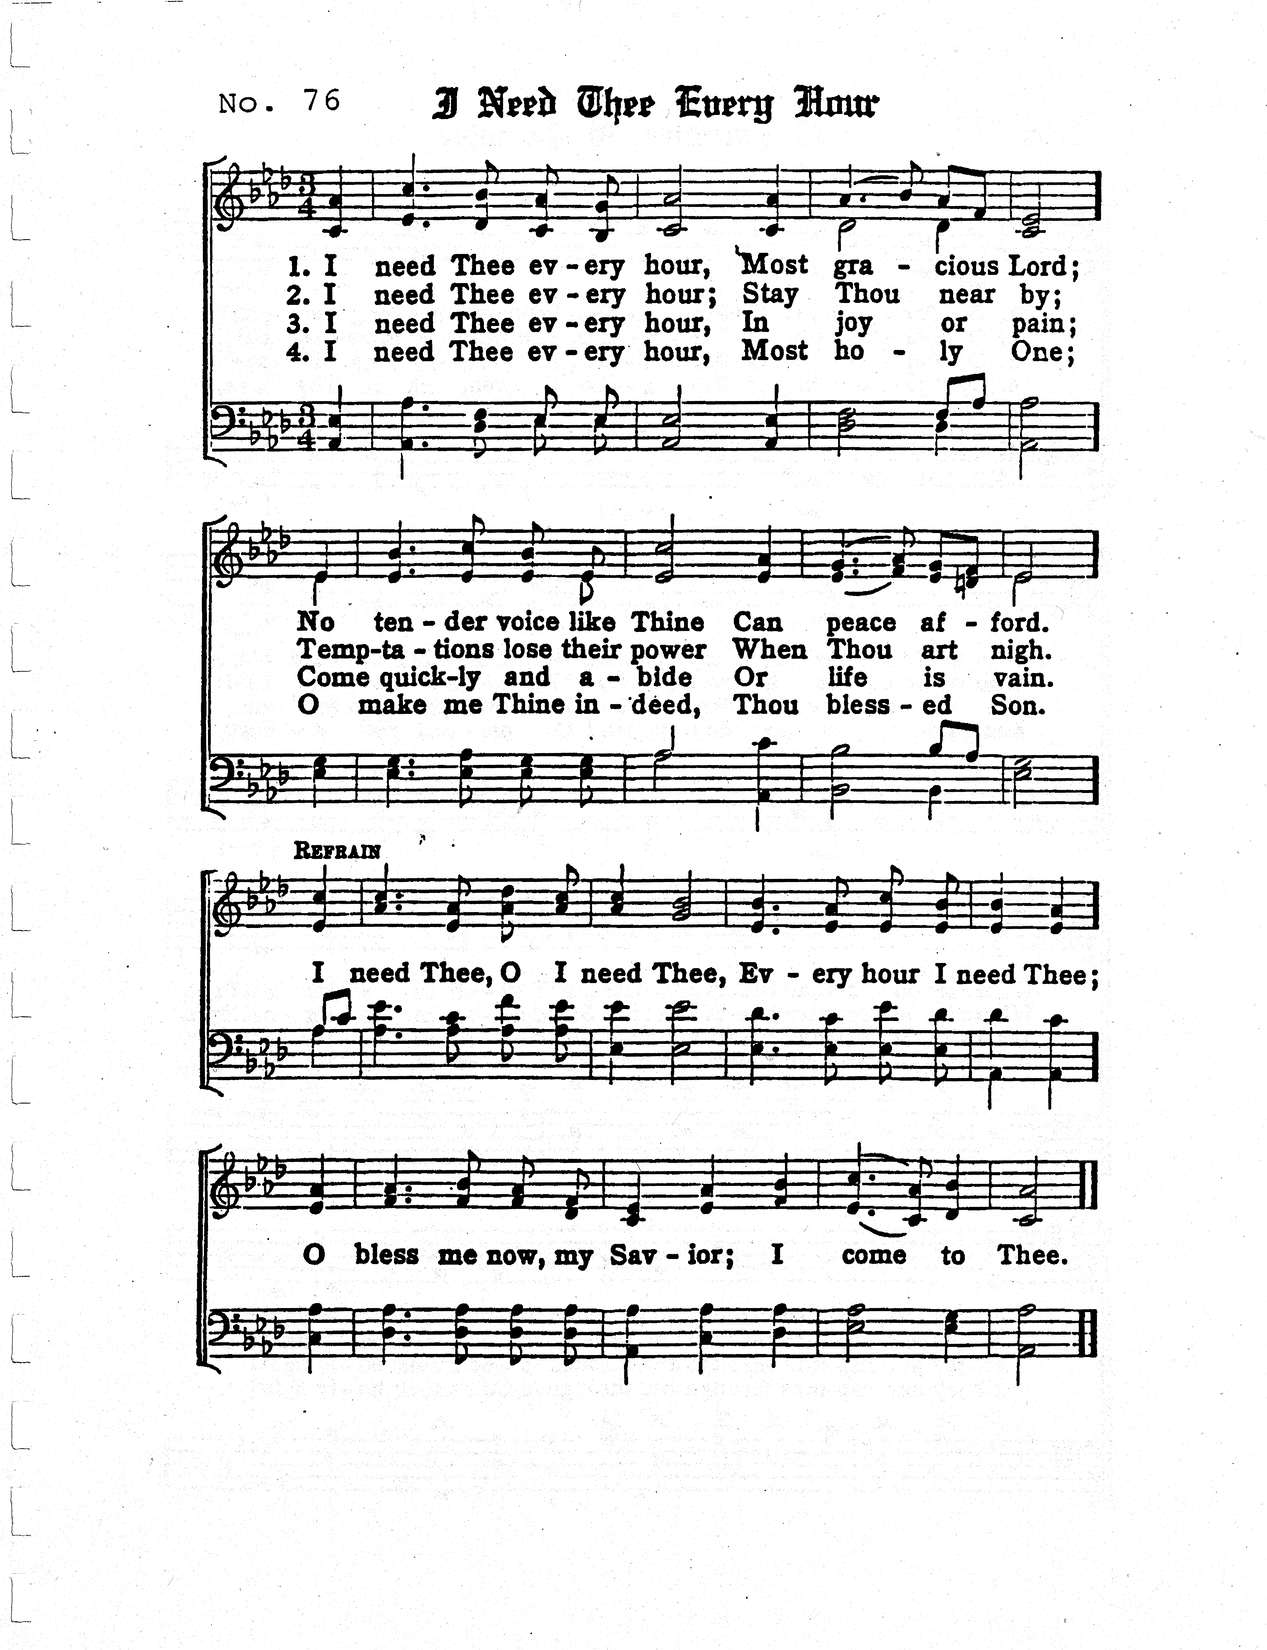 No. 76 I Need Thee Every Hour
3 4
1. I need Thee ev - ery hour, Most gra - cious Lord;
2. I need Thee ev - ery hour; Stay Thou near by;
3. I need Thee ev - ery hour, In joy or pain;
4. I need Thee ev - ery hour, Most ho - ly One;
3 4
No ten - der voice like Thine Can peace af - ford.
Temp-ta - tions lose their power When Thou art nigh.
Come quick-ly and a - bide Or life is vain.
O make me Thine in - deed, Thou bless - ed Son.
REFRAIN
I need Thee, O I need Thee, Ev - ery hour I need Thee;
O bless me now, my Sav - ior; I come to Thee.